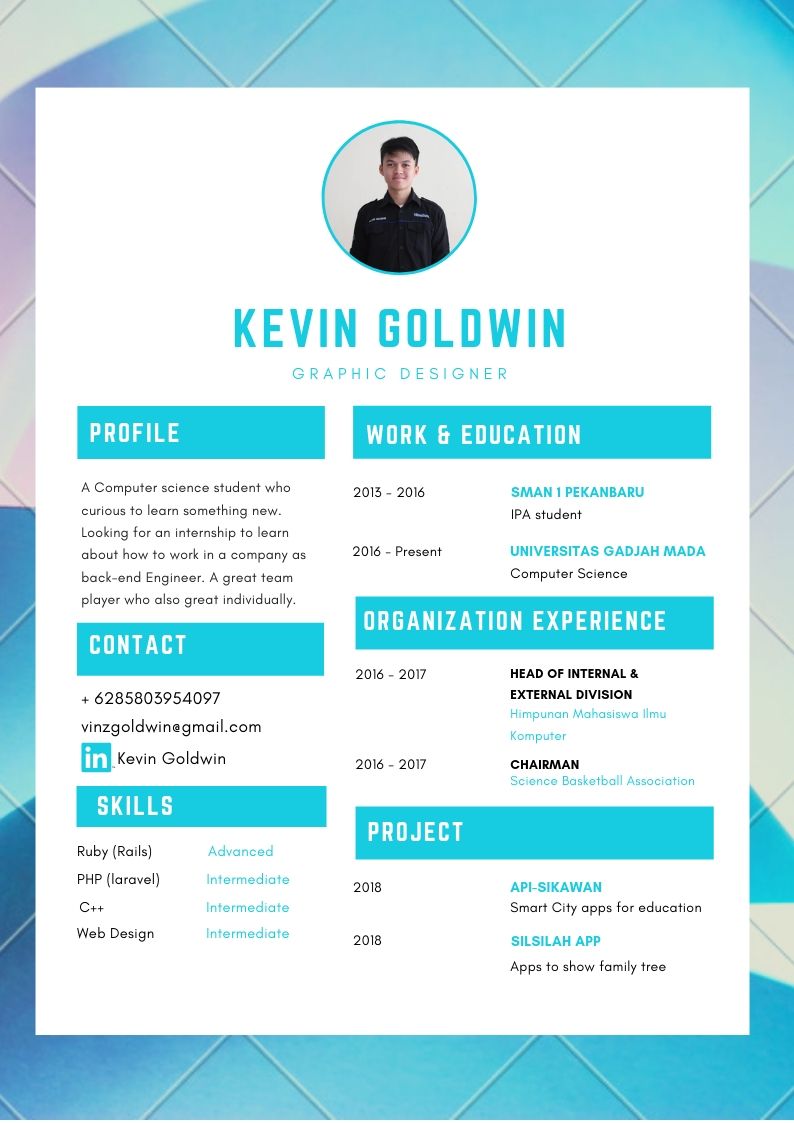 KEVIN GOLDWIN
GRAPHIC DESIGNER
PROFILE
A Computer science student who
curious to learn something new.
Looking for an internship to learn
about how to work in a company as
back-end Engineer. A great team
player who also great individually.
CONTACT
+ 6285803954097
vinzgoldwin@gmail.com
in Kevin Goldwin
SKILLS
Ruby (Rails) Advanced
PHP (laravel) Intermediate
C++ Intermediate
Web Design Intermediate
WORK & EDUCATION
2013 - 2016 SMAN 1 PEKANBARU
IPA student
2016 - Present UNIVERSITAS GADJAH MADA
Computer Science
ORGANIZATION EXPERIENCE
2016 - 2017 HEAD OF INTERNAL &
EXTERNAL DIVISION
Himpunan Mahasiswa Ilmu
Komputer
2016 - 2017 CHAIRMAN
Science Basketball Association
PROJECT
2018 API-SIKAWAN
Smart City apps for education
2018 SILSILAH APP
Apps to show family tree